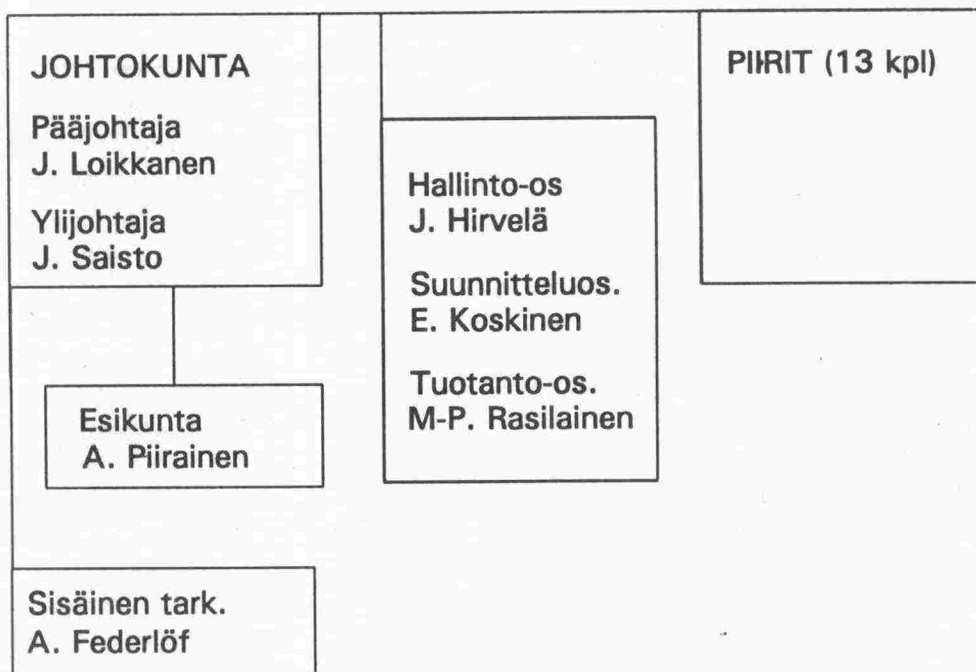 JOHTOKUNTA
Pääjohtaja
J. Loikkanen
Ylijohtaja
J. Saisto
Esikunta
A. Piirainen
Sisäinen tark.
A. Federlöf
Hallinto-os
J. Hirvelä
Suunnitteluos.
E. Koskinen
Tuotanto-os.
M-P. Rasilainen
PIIRIT (13 kpl)